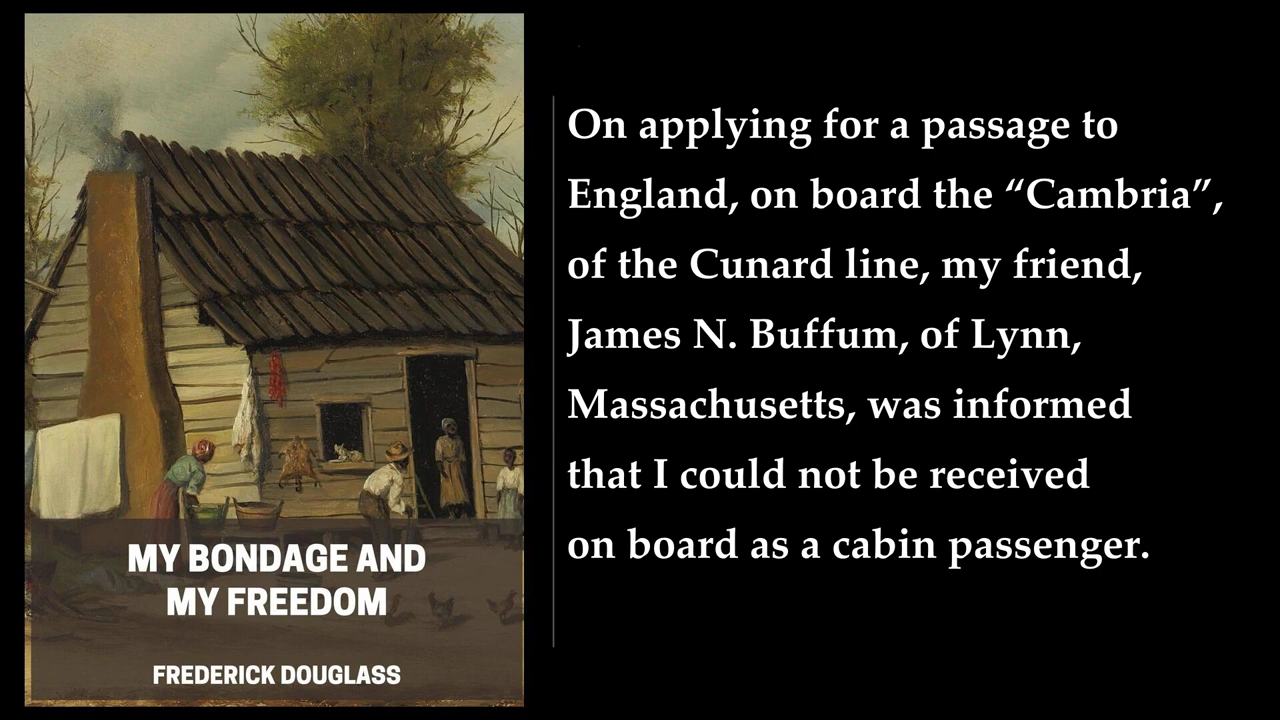 MY BONDAGE AND
MY FREEDOM
FREDERICK DOUGLASS
On applying for a passage to
England, on board the “Cambria”,
of the Cunard line, my friend,
James N. Buffum, of Lynn,
Massachusetts, was informed
that I could not be received
on board as a cabin passenger.